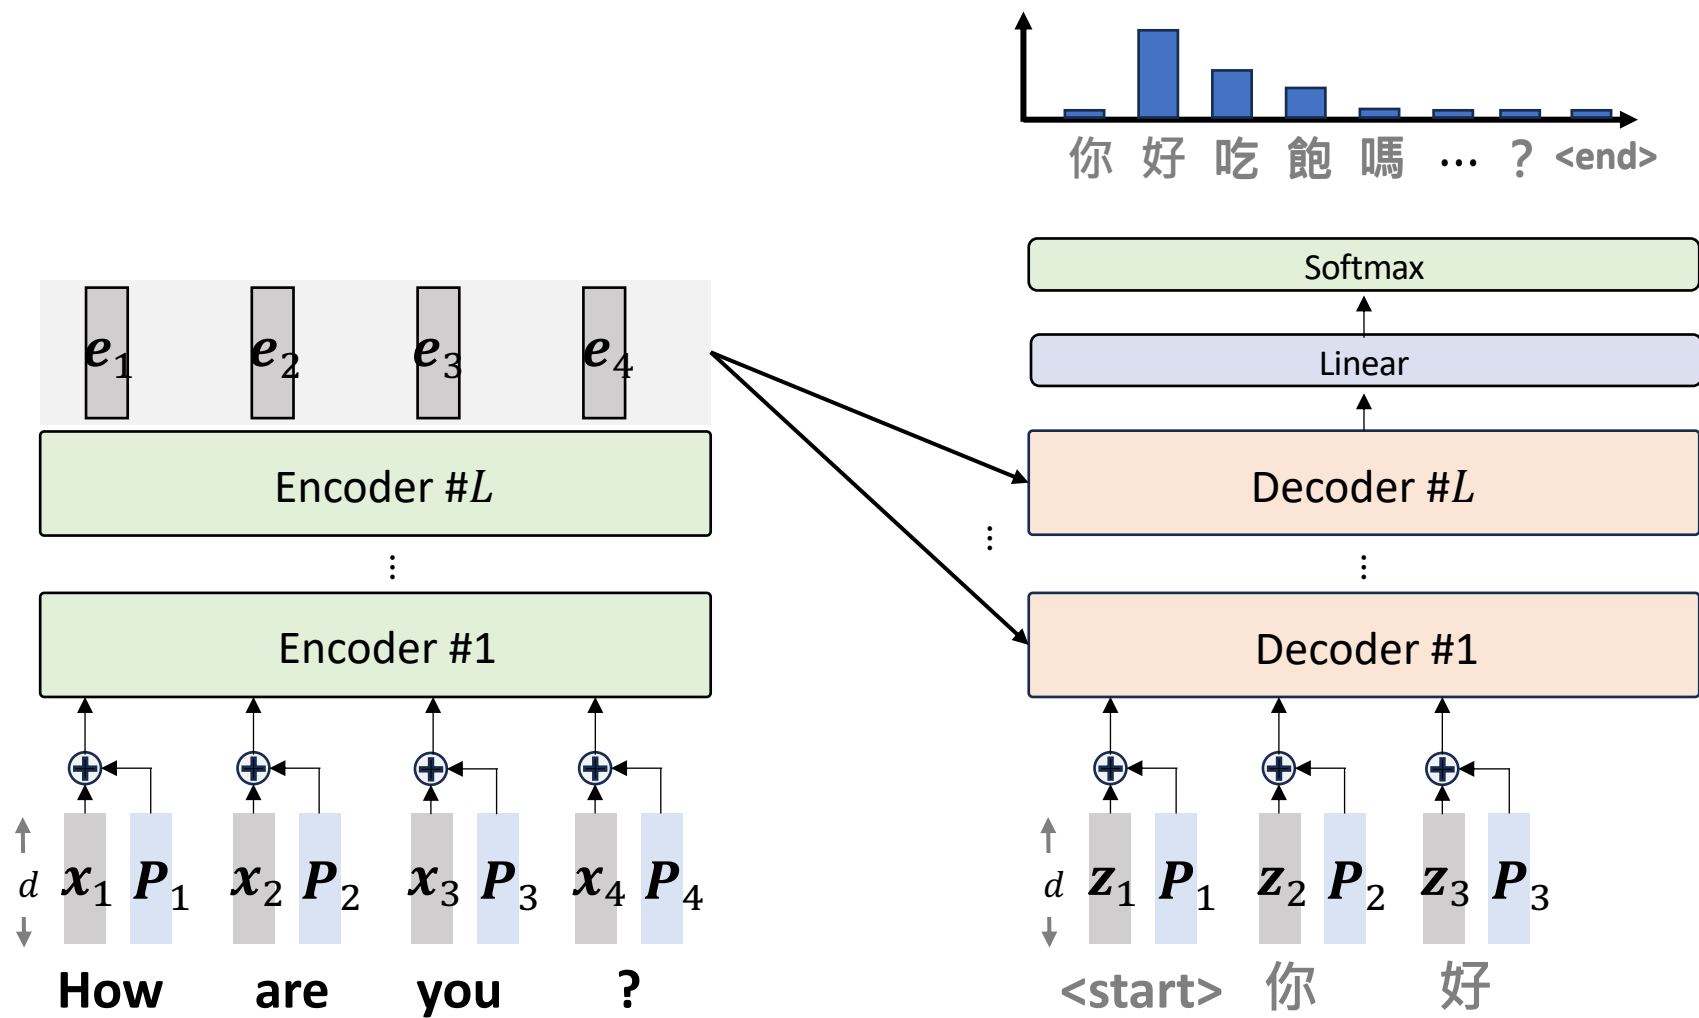 你 好 吃 飽 嗎 … ? <end>
Softmax
Linear
e1 e2 e3 e4
Encoder #L
⋮
Encoder #1
⋮
Decoder #L
⋮
Decoder #1
d x1 P1 x2 P2 x3 P3 x4 P4
How are you ?
d z1 P1 z2 P2 z3 P3
<start> 你 好